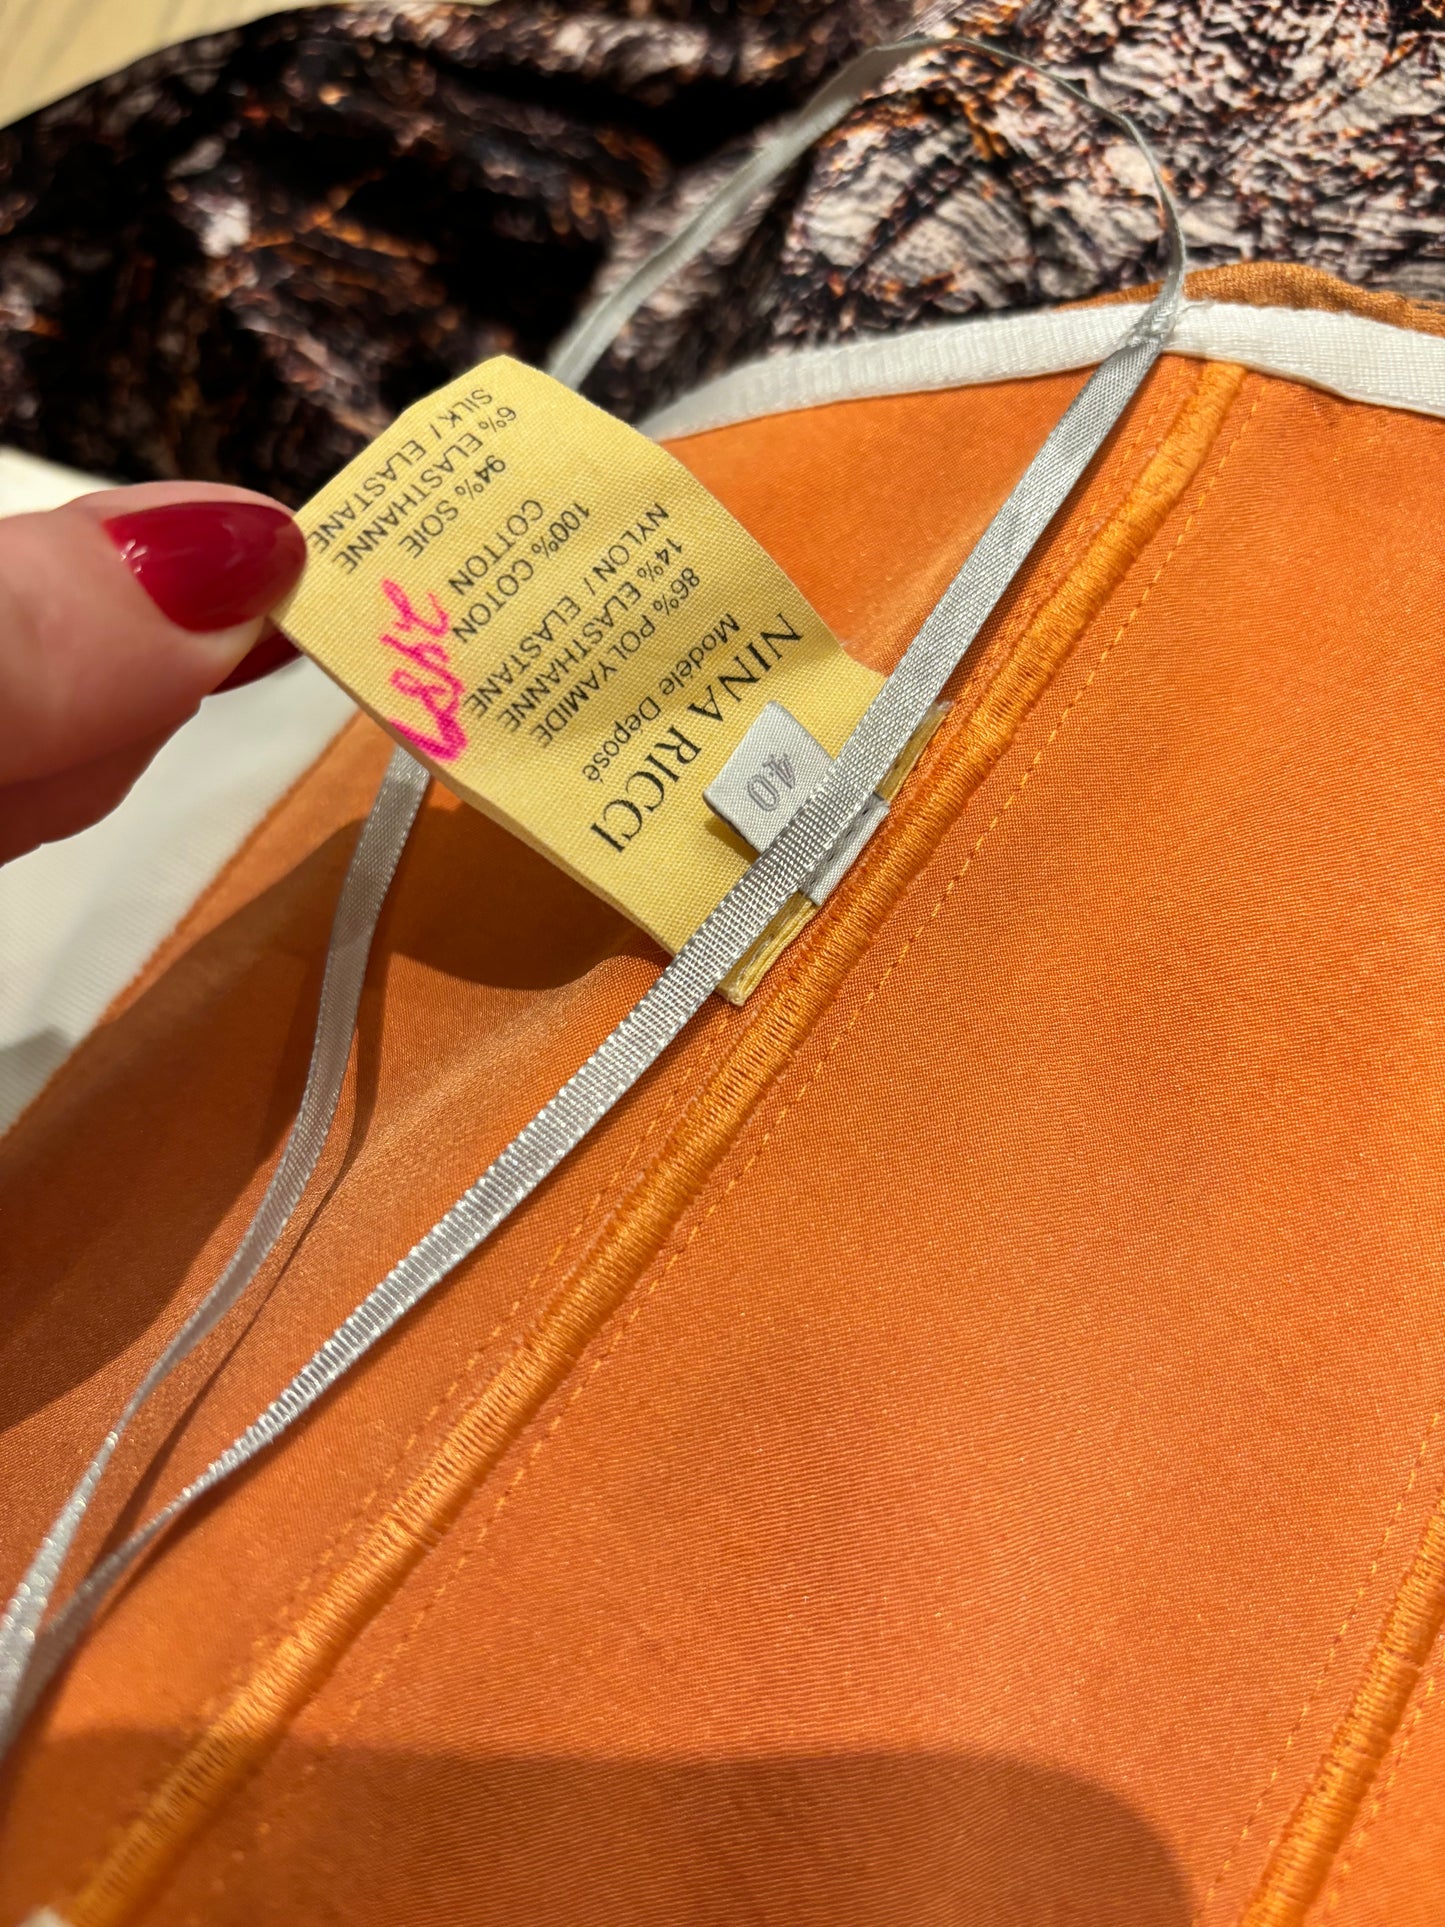 NINA RICCI
Modèle Deposé
86% POLYAMIDE
14% ELASTHANNE
NYLON / ELASTANE
100% COTON
COTTON
94% SOIE
6% ELASTHANNE
SILK / ELASTANE
40